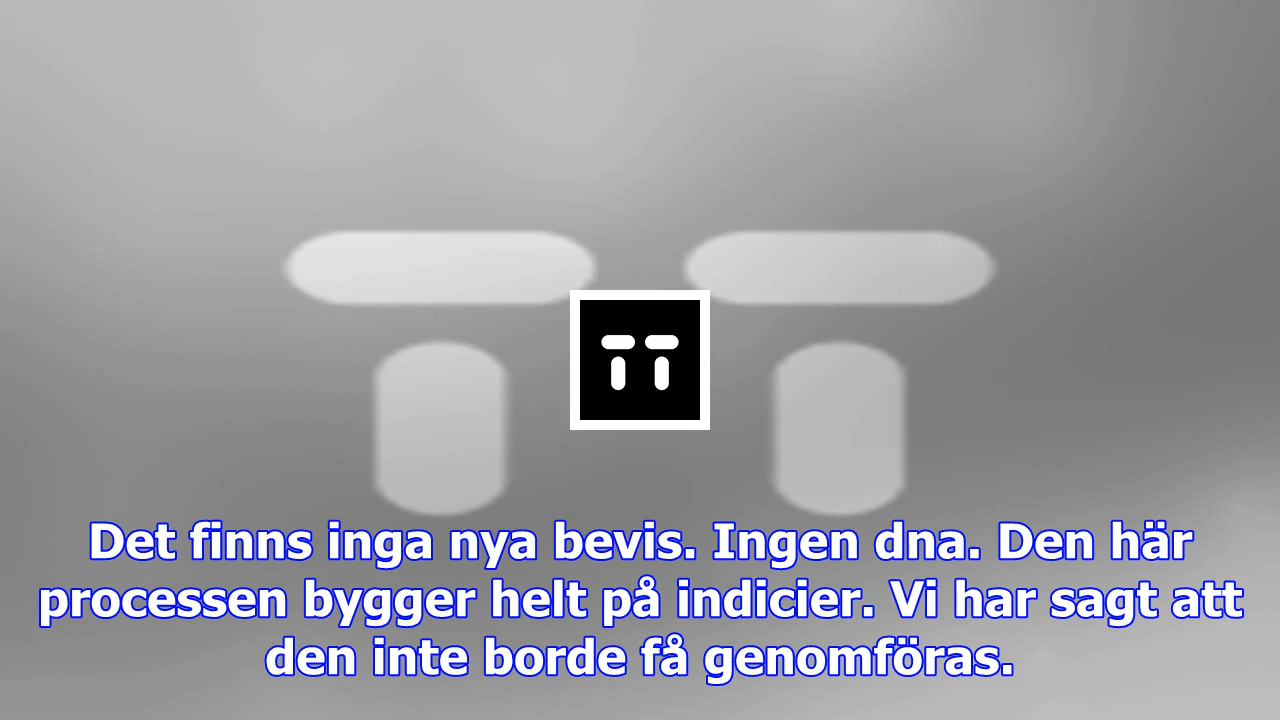 Det finns inga nya bevis. Ingen dna. Den här
processen bygger helt på indicier. Vi har sagt att
den inte borde få genomföras.